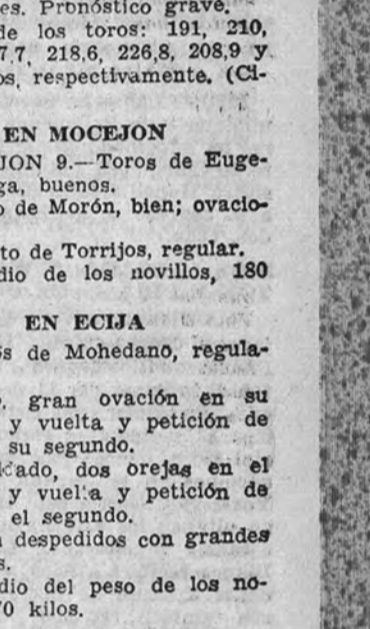 es. Pronóstico grave.
de los toros: 191, 210,
7,7, 218,6, 226,8, 208,9 y
os, respectivamente. (Ci-
EN MOCEJON
JON 9.—Toros de Euge-
ga, buenos.
o de Morón, bien; ovacio-
to de Torrijos, regular.
dio de los novillos, 180
EN ECIJA
s de Mohedano, regula-
gran ovación en su
y vuelta y petición de
su segundo.
ado, dos orejas en el
y vuelta y petición de
el segundo.
despedidos con grandes
s.
dio del peso de los no-
0 kilos.